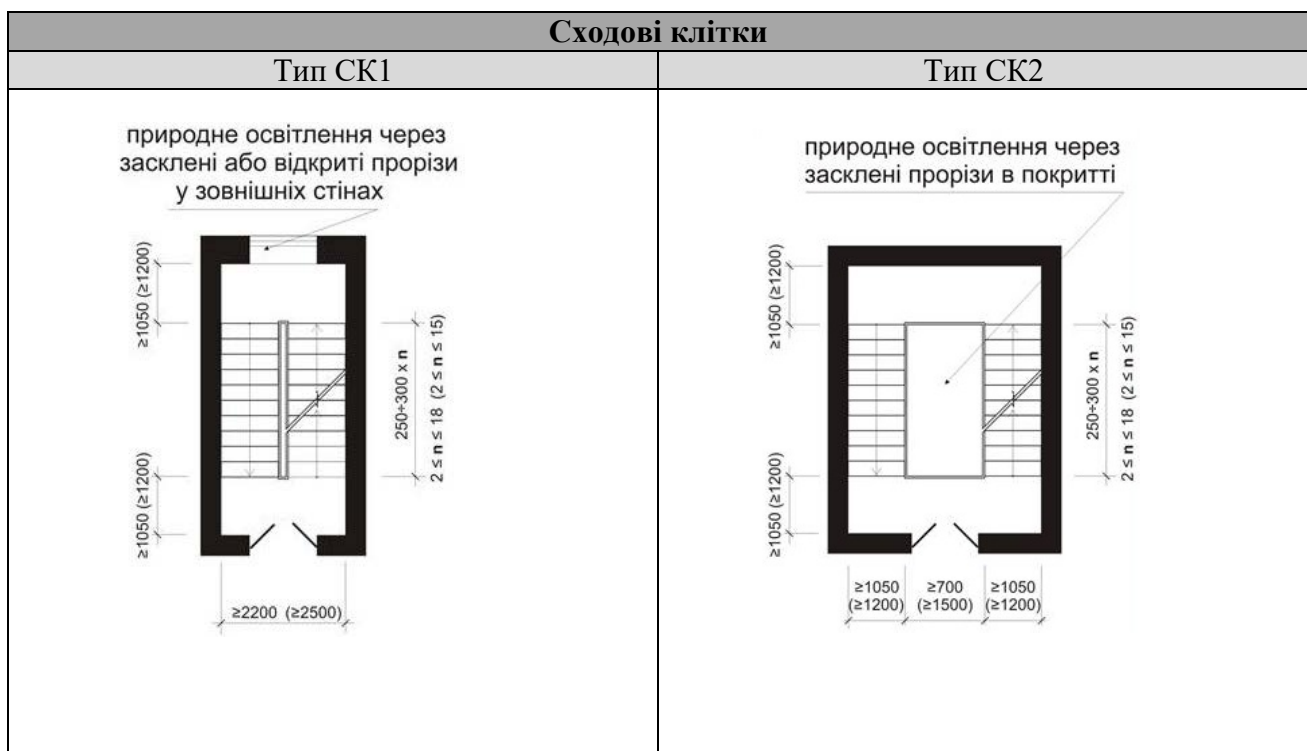 Сходові клітки
Тип СК1
Тип СК2
природне освітлення через
засклені або відкриті прорізи
у зовнішніх стінах
≥1050 (≥1200)
≥1050 (≥1200)
250÷300 x n
2 ≤ n ≤ 18 (2 ≤ n ≤ 15)
≥2200 (≥2500)
природне освітлення через
засклені прорізи в покритті
≥1050 (≥1200)
≥1050 (≥1200)
250÷300 x n
2 ≤ n ≤ 18 (2 ≤ n ≤ 15)
≥1050 ≥700 ≥1050
(≥1200) (≥1500) (≥1200)